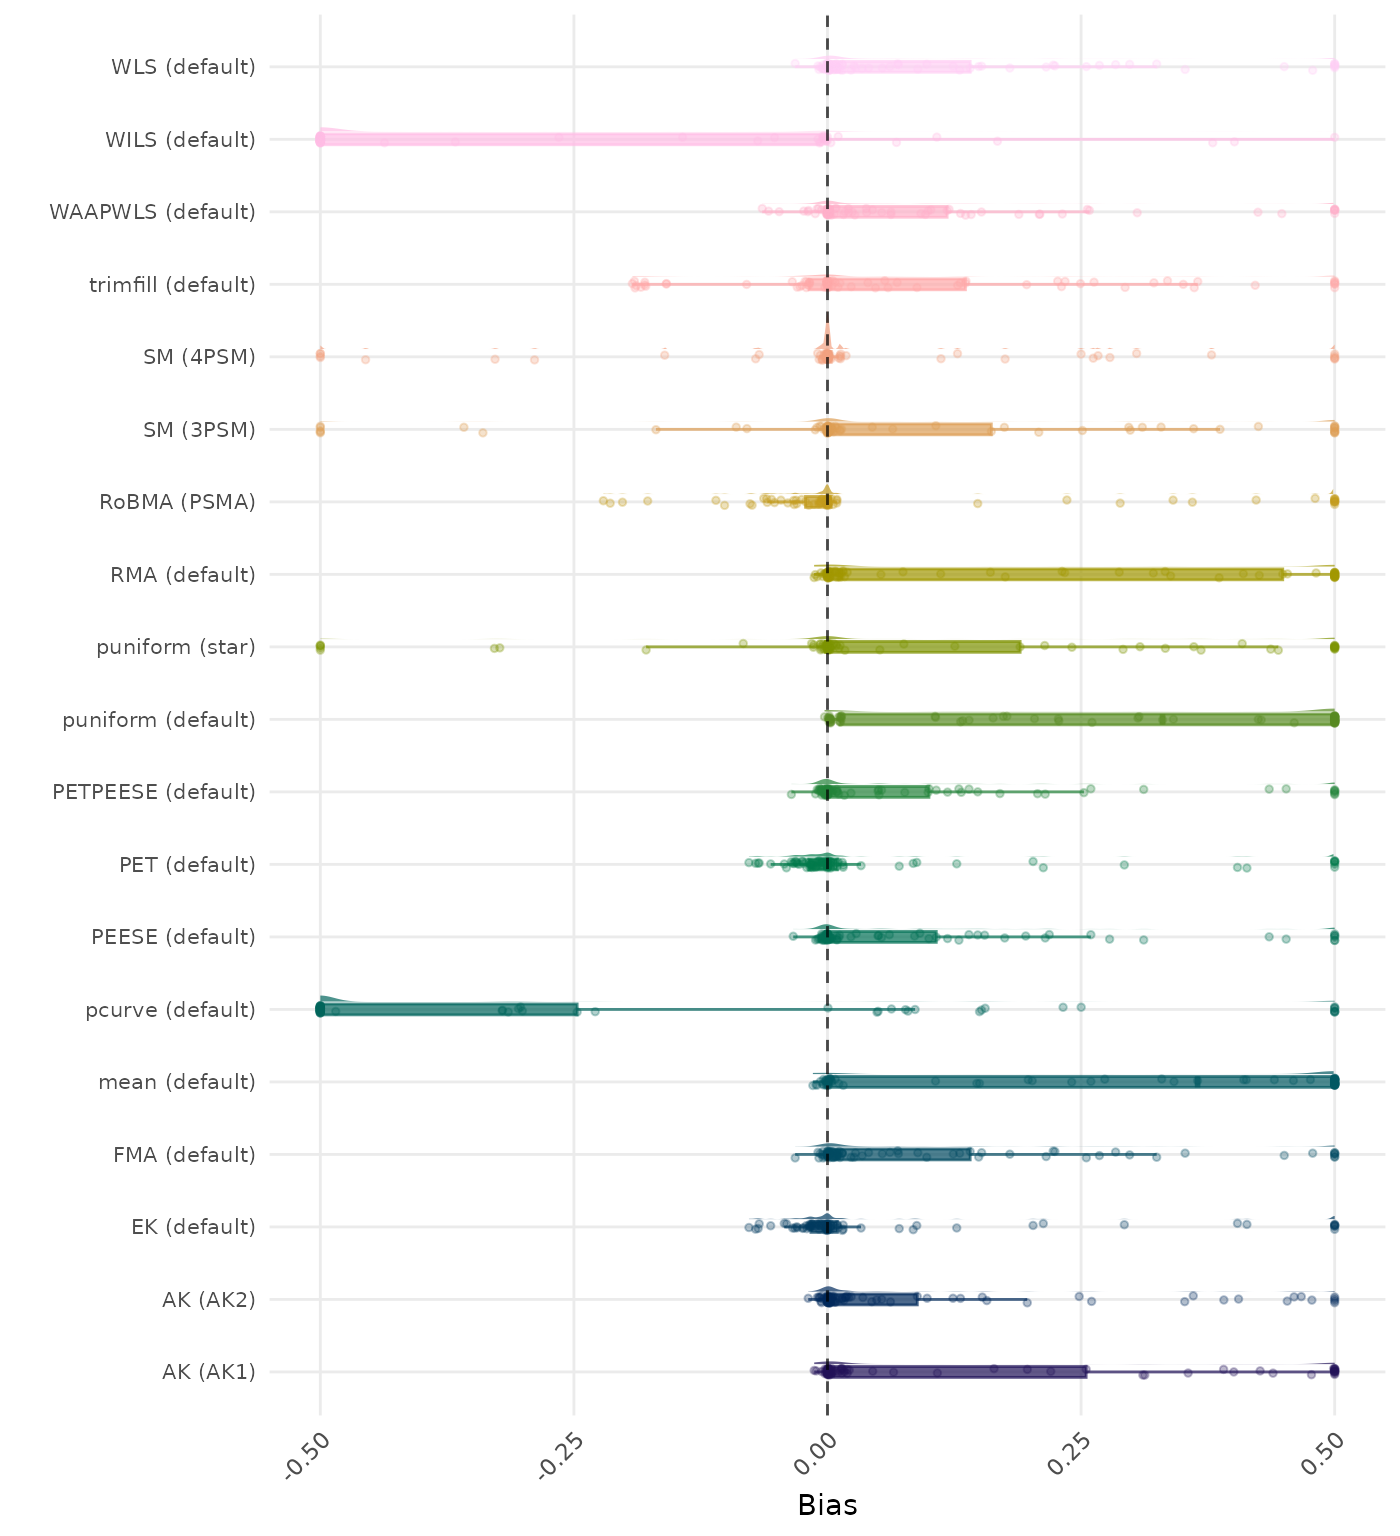 WLS (default)
WILS (default)
WAAPWLS (default)
trimfill (default)
SM (4PSM)
SM (3PSM)
RoBMA (PSMA)
RMA (default)
puniform (star)
puniform (default)
PETPEESE (default)
PET (default)
PEESE (default)
pcurve (default)
mean (default)
FMA (default)
EK (default)
AK (AK2)
AK (AK1)
-0.50
-0.25
0.00
0.25
0.50
Bias